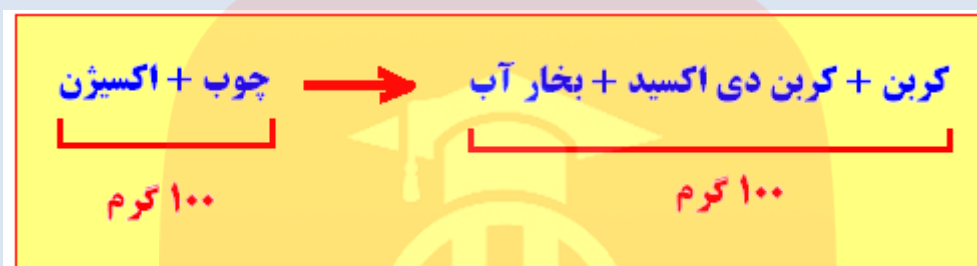 چوب + اکسیژن → کربن + کربن دی اکسید + بخار آب
۱۰۰ گرم ۱۰۰ گرم